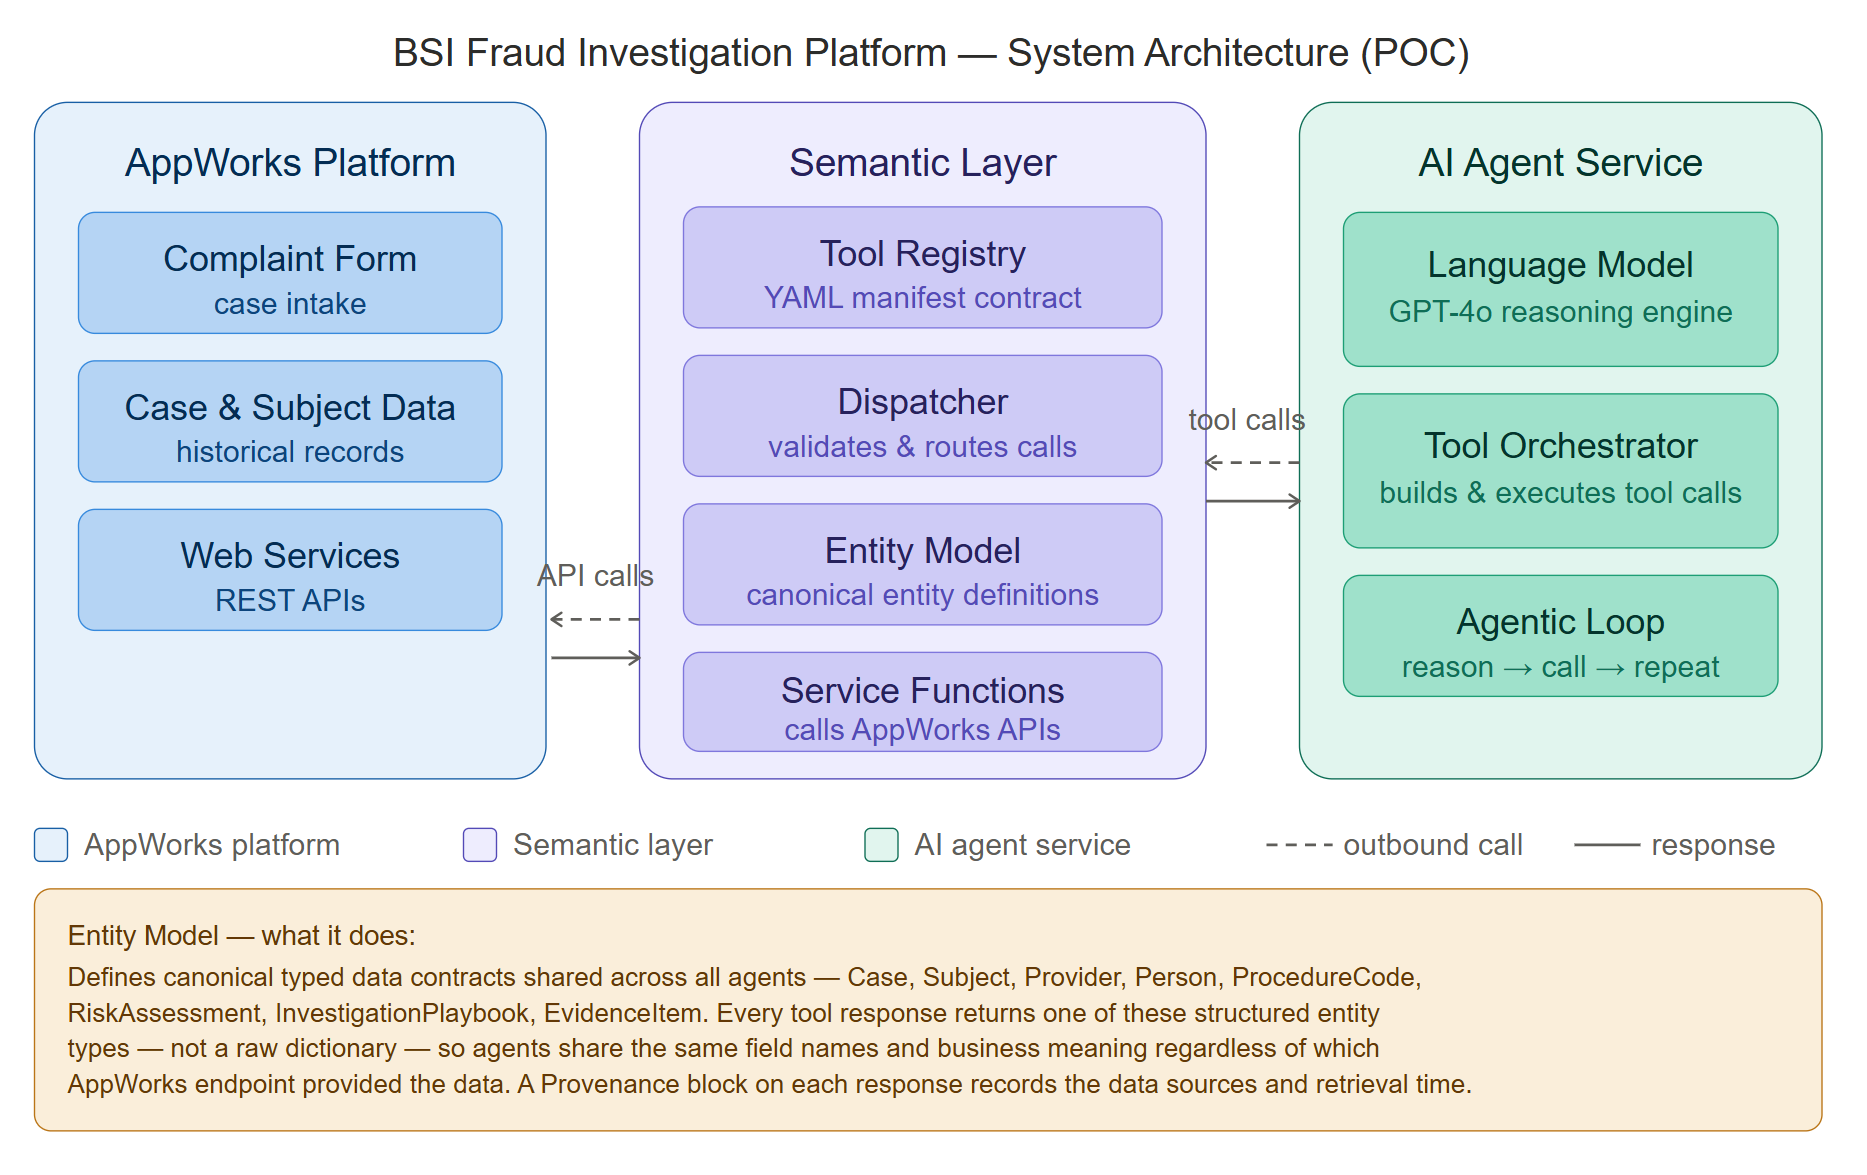 BSI Fraud Investigation Platform — System Architecture (POC)
AppWorks Platform
Complaint Form
case intake
Case & Subject Data
historical records
Web Services
REST APIs
API calls
Semantic Layer
Tool Registry
YAML manifest contract
Dispatcher
validates & routes calls
Entity Model
canonical entity definitions
Service Functions
calls AppWorks APIs
tool calls
AI Agent Service
Language Model
GPT-4o reasoning engine
Tool Orchestrator
builds & executes tool calls
Agentic Loop
reason → call → repeat
AppWorks platform
Semantic layer
AI agent service
outbound call
response
Entity Model — what it does:
Defines canonical typed data contracts shared across all agents — Case, Subject, Provider, Person, ProcedureCode,
RiskAssessment, InvestigationPlaybook, EvidenceItem. Every tool response returns one of these structured entity
types — not a raw dictionary — so agents share the same field names and business meaning regardless of which
AppWorks endpoint provided the data. A Provenance block on each response records the data sources and retrieval time.